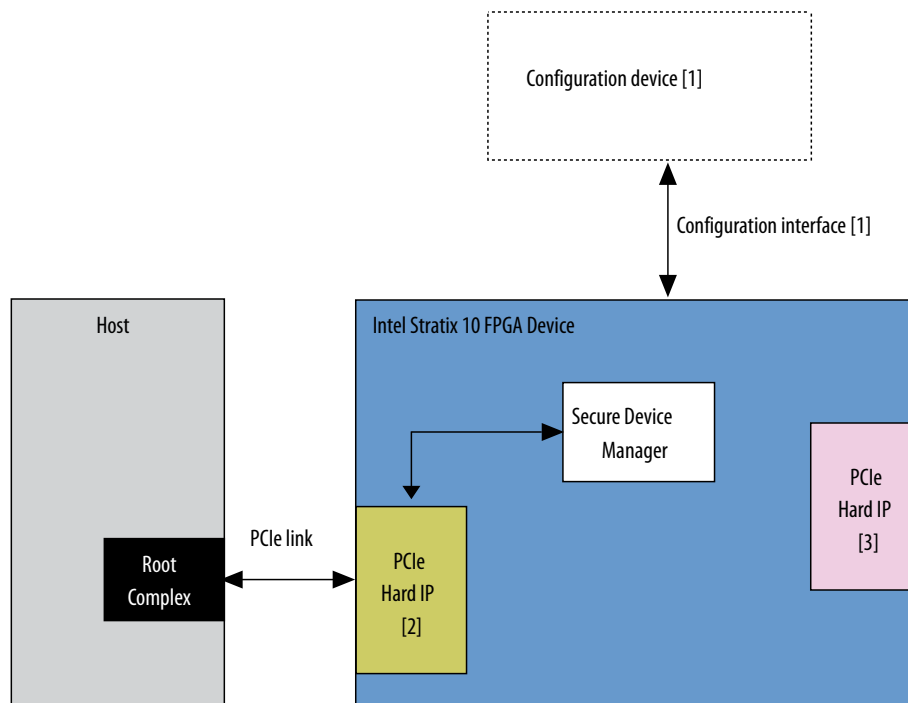 Configuration device [1]
Configuration interface [1]
Host
Intel Stratix 10 FPGA Device
Secure Device
Manager
PCIe
Hard IP
[3]
PCIe link
Root
Complex
PCIe
Hard IP
[2]